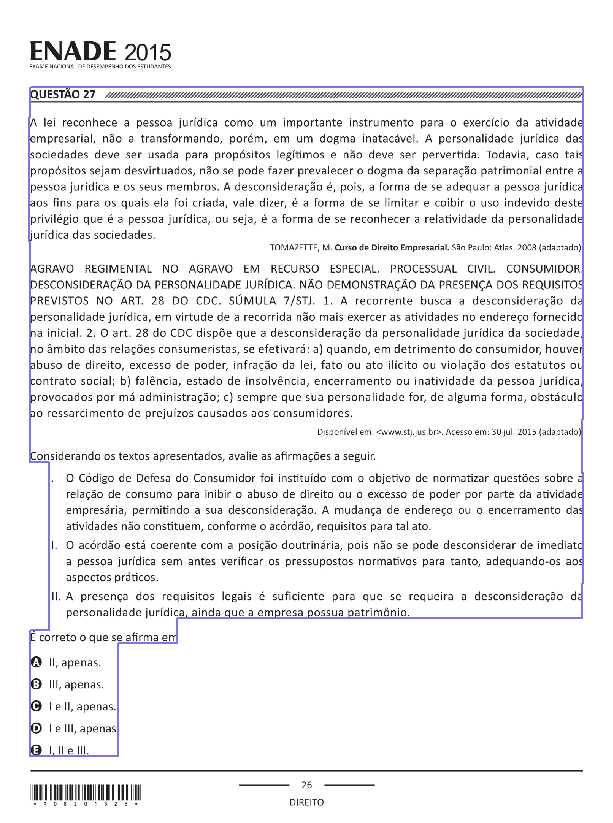 ENADE 2015
EXAME NACIONAL DE DESEMPENHO DOS ESTUDANTES
QUESTÃO 27
A lei reconhece a pessoa jurídica como um importante instrumento para o exercício da atividade
empresarial, não a transformando, porém, em um dogma inatacável. A personalidade jurídica das
sociedades deve ser usada para propósitos legítimos e não deve ser pervertida. Todavia, caso tais
propósitos sejam desvirtuados, não se pode fazer prevalecer o dogma da separação patrimonial entre a
pessoa jurídica e os seus membros. A desconsideração é, pois, a forma de se adequar a pessoa jurídica
aos fins para os quais ela foi criada, vale dizer, é a forma de se limitar e coibir o uso indevido deste
privilégio que é a pessoa jurídica, ou seja, é a forma de se reconhecer a relatividade da personalidade
jurídica das sociedades.
TOMAZETTE, M. Curso de Direito Empresarial. São Paulo: Atlas. 2008 (adaptado)
AGRAVO REGIMENTAL NO AGRAVO EM RECURSO ESPECIAL. PROCESSUAL CIVIL. CONSUMIDOR.
DESCONSIDERAÇÃO DA PERSONALIDADE JURÍDICA. NÃO DEMONSTRAÇÃO DA PRESENÇA DOS REQUISITOS
PREVISTOS NO ART. 28 DO CDC. SÚMULA 7/STJ. 1. A recorrente busca a desconsideração da
personalidade jurídica, em virtude de a recorrida não mais exercer as atividades no endereço fornecido
na inicial. 2. O art. 28 do CDC dispõe que a desconsideração da personalidade jurídica da sociedade,
no âmbito das relações consumeristas, se efetivará: a) quando, em detrimento do consumidor, houver
abuso de direito, excesso de poder, infração da lei, fato ou ato ilícito ou violação dos estatutos ou
contrato social; b) falência, estado de insolvência, encerramento ou inatividade da pessoa jurídica,
provocados por má administração; c) sempre que sua personalidade for, de alguma forma, obstáculo
ao ressarcimento de prejuízos causados aos consumidores.
Disponível em: <www.stj.jus.br>. Acesso em: 30 jul. 2015 (adaptado)
Considerando os textos apresentados, avalie as afirmações a seguir.
I. O Código de Defesa do Consumidor foi instituído com o objetivo de normatizar questões sobre a
relação de consumo para inibir o abuso de direito ou o excesso de poder por parte da atividade
empresária, permitindo a sua desconsideração. A mudança de endereço ou o encerramento das
atividades não constituem, conforme o acórdão, requisitos para tal ato.
II. O acórdão está coerente com a posição doutrinária, pois não se pode desconsiderar de imediato
a pessoa jurídica sem antes verificar os pressupostos normativos para tanto, adequando-os aos
aspectos práticos.
III. A presença dos requisitos legais é suficiente para que se requeira a desconsideração da
personalidade jurídica, ainda que a empresa possua patrimônio.
É correto o que se afirma em
A II, apenas.
B III, apenas.
C I e II, apenas.
D I e III, apenas
E I, II e III.
26
DIREITO